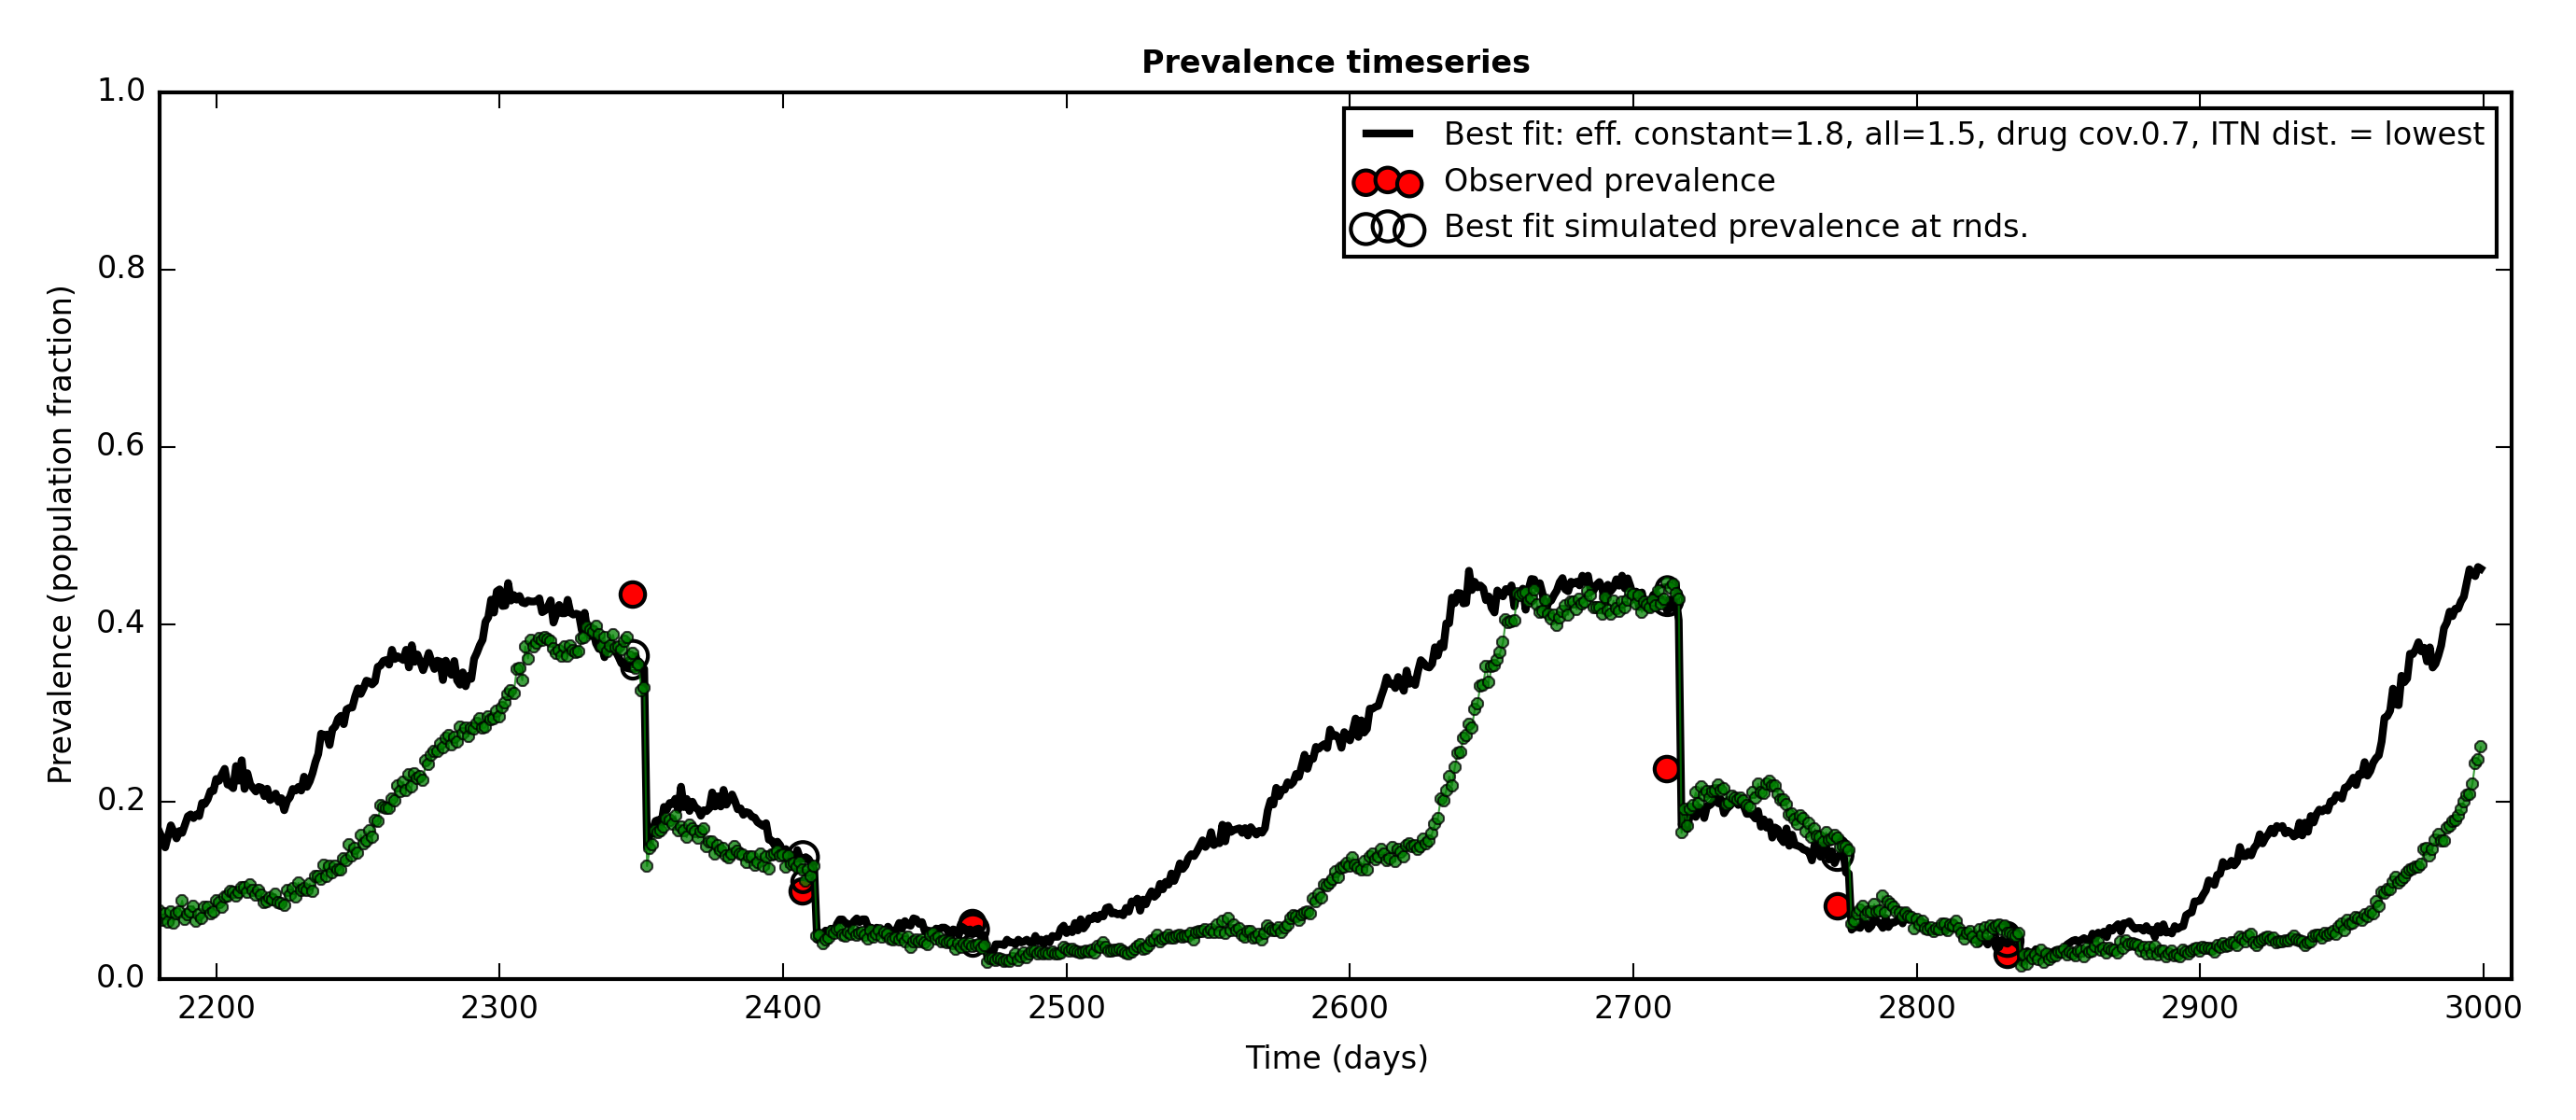 Prevalence timeseries
1.0
0.8
0.6
0.4
0.2
0.0
Prevalence (population fraction)
Best fit: eff. constant=1.8, all=1.5, drug cov.0.7, ITN dist. = lowest
Observed prevalence
Best fit simulated prevalence at rnds.
2200 2300 2400 2500 2600 2700 2800 2900 3000
Time (days)